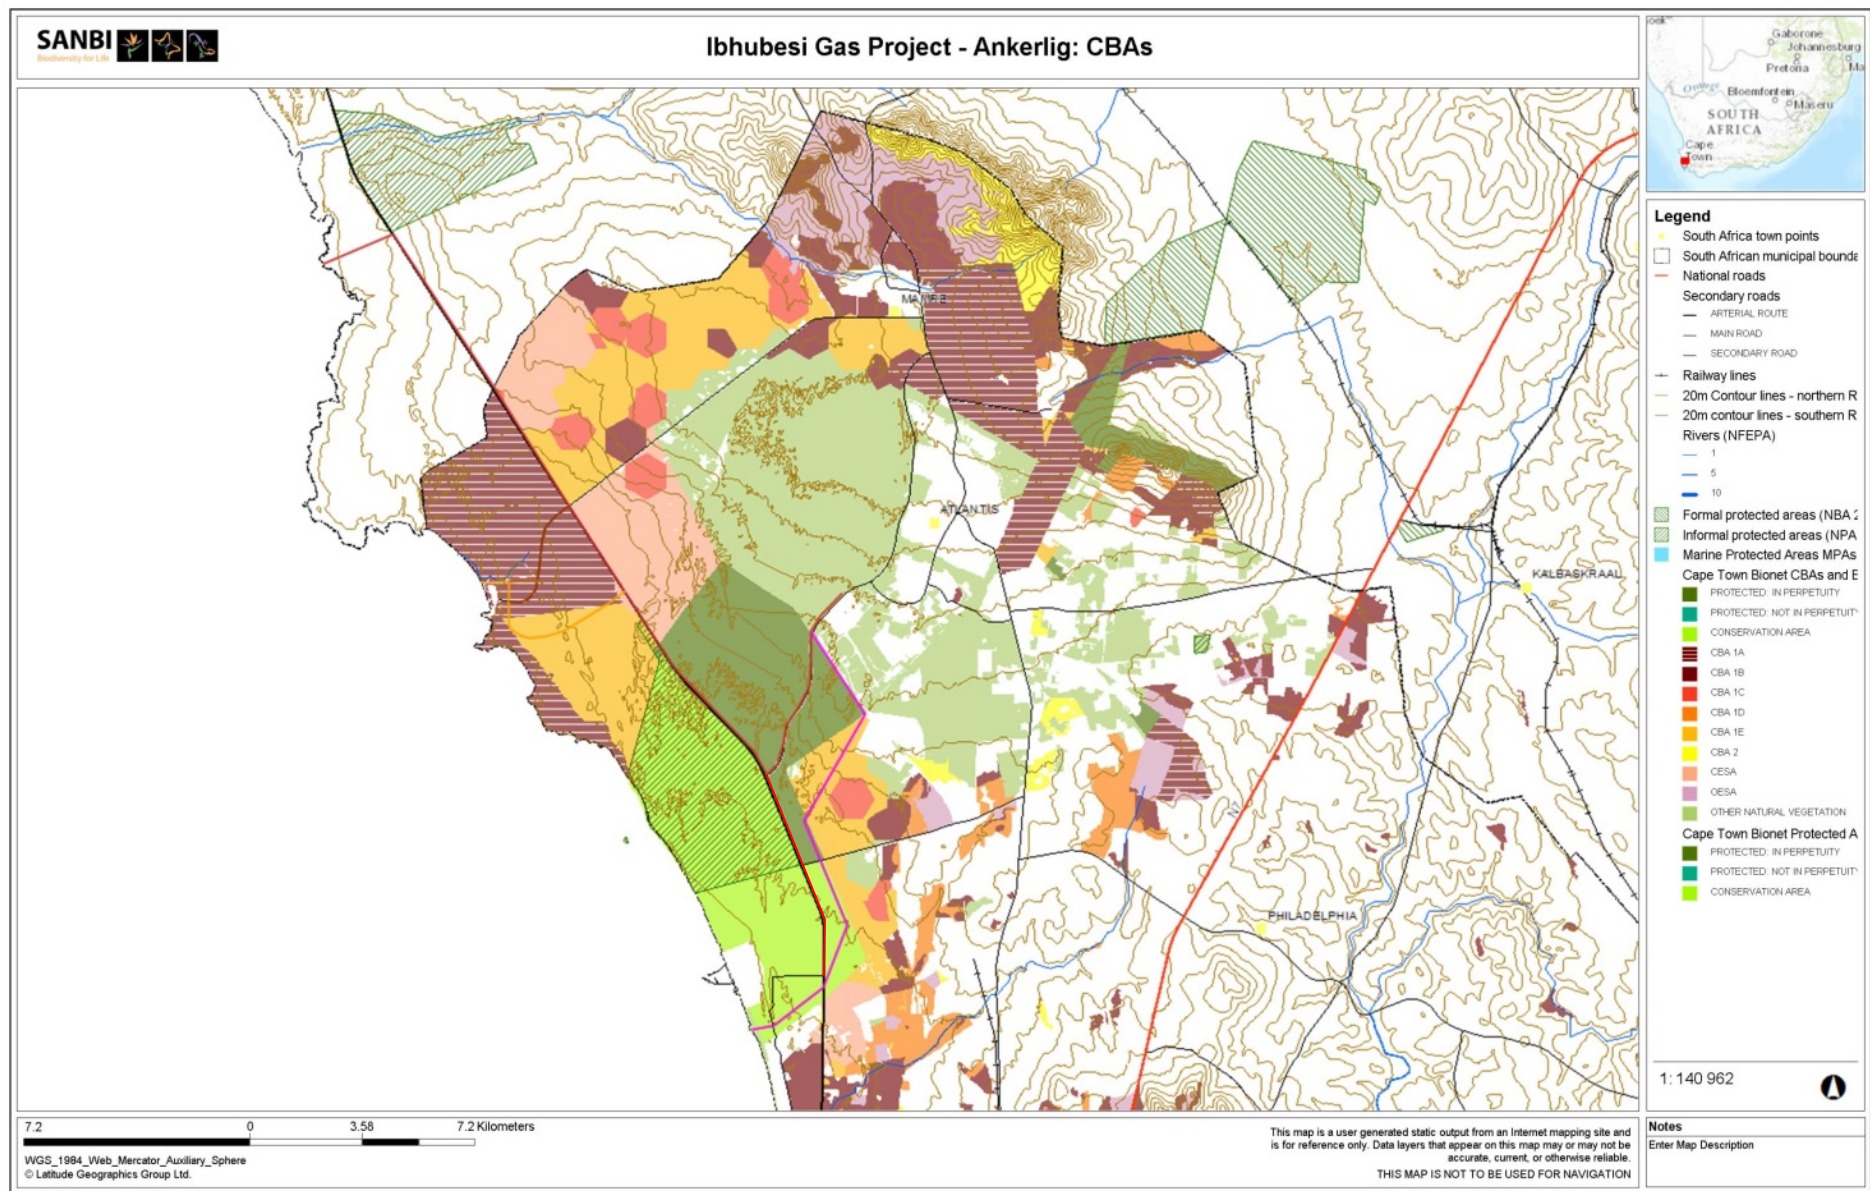 SANBI
Biodiversity for Life
Ibhubesi Gas Project - Ankerlig: CBAs
MAMRE
ATLANTIS
KALBASKRAAL
N7
PHILADELPHIA
Gaborone
Johannesburg
Pretoria
Ma
Orange
Bloemfontein
Maseru
SOUTH
AFRICA
Cape
Town
Legend
South Africa town points
South African municipal bounda
National roads
Secondary roads
ARTERIAL ROUTE
MAIN ROAD
SECONDARY ROAD
Railway lines
20m Contour lines - northern R
20m contour lines - southern R
Rivers (NFEPA)
1
5
10
Formal protected areas (NBA 2
Informal protected areas (NPA
Marine Protected Areas MPAs
Cape Town Bionet CBAs and E
PROTECTED: IN PERPETUITY
PROTECTED: NOT IN PERPETUIT
CONSERVATION AREA
CBA 1A
CBA 1B
CBA 1C
CBA 1D
CBA 1E
CBA 2
CESA
OESA
OTHER NATURAL VEGETATION
Cape Town Bionet Protected A
PROTECTED: IN PERPETUITY
PROTECTED: NOT IN PERPETUIT
CONSERVATION AREA
1: 140 962
7.2 0 3.58 7.2 Kilometers
WGS_1984_Web_Mercator_Auxiliary_Sphere
© Latitude Geographics Group Ltd.
This map is a user generated static output from an Internet mapping site and
is for reference only. Data layers that appear on this map may or may not be
accurate, current, or otherwise reliable.
THIS MAP IS NOT TO BE USED FOR NAVIGATION
Notes
Enter Map Description